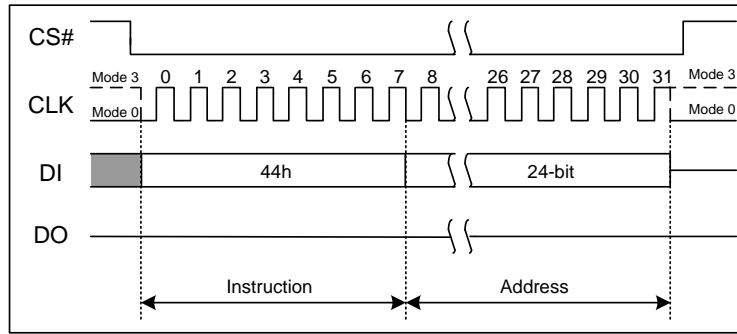 CS#
Mode 3 0 1 2 3 4 5 6 7 8 26 27 28 29 30 31 Mode 3
CLK
Mode 0 Mode 0
DI 44h 24-bit
DO
Instruction Address